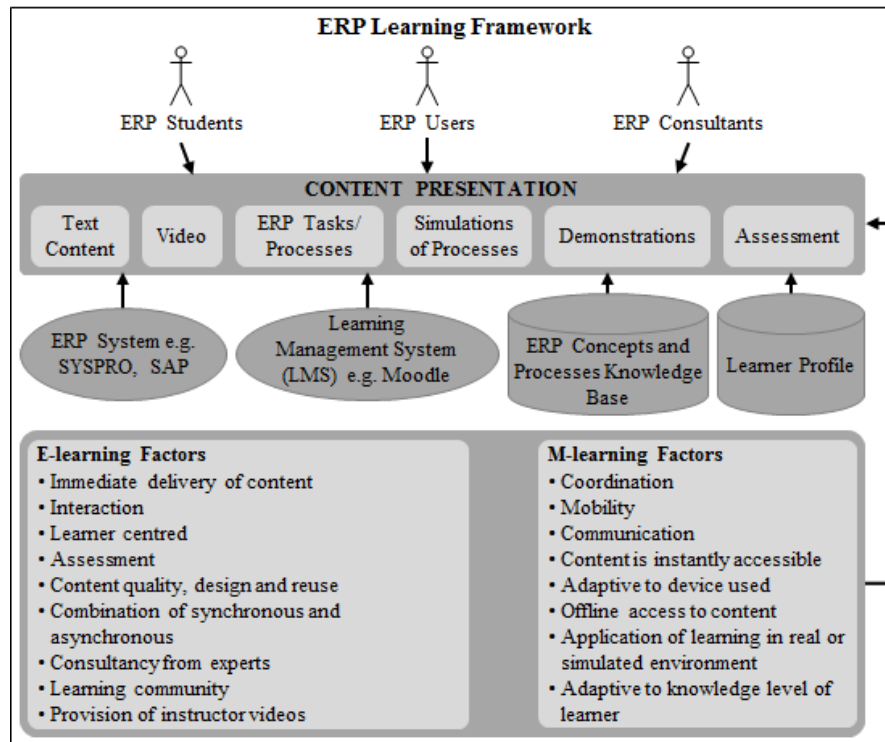 ERP Learning Framework
ERP Students
ERP Users
ERP Consultants
CONTENT PRESENTATION
Text
Content
Video
ERP Tasks/
Processes
Simulations
of Processes
Demonstrations
Assessment
ERP System e.g.
SYSPRO, SAP
Learning
Management System
(LMS) e.g. Moodle
ERP Concepts and
Processes Knowledge
Base
Learner Profile
E-learning Factors
• Immediate delivery of content
• Interaction
• Learner centred
• Assessment
• Content quality, design and reuse
• Combination of synchronous and
asynchronous
• Consultancy from experts
• Learning community
• Provision of instructor videos
M-learning Factors
• Coordination
• Mobility
• Communication
• Content is instantly accessible
• Adaptive to device used
• Offline access to content
• Application of learning in real or
simulated environment
• Adaptive to knowledge level of
learner